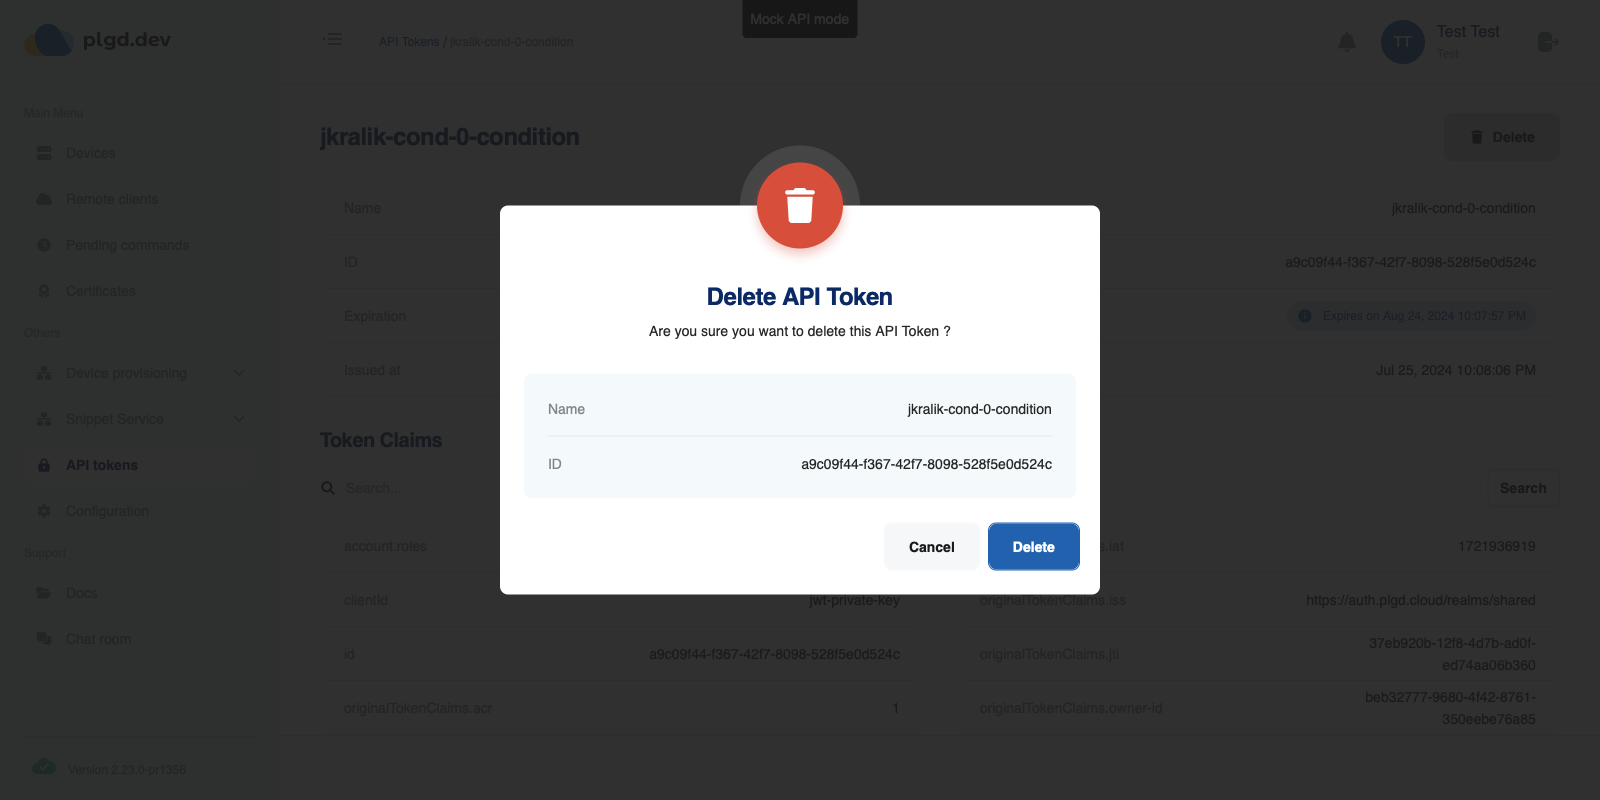 Mock API mode
plgd.dev
API Tokens / jkralik-cond-0-condition
TT
Test Test
Test
Main Menu
Devices
Remote clients
Pending commands
Certificates
Others
Device provisioning
Snippet Service
API tokens
Configuration
Support
Docs
Chat room
Version 2.23.0-pr1356
jkralik-cond-0-condition
Delete
Name
jkralik-cond-0-condition
ID
a9c09f44-f367-42f7-8098-528f5e0d524c
Expiration
Expires on Aug 24, 2024 10:07:57 PM
Issued at
Jul 25, 2024 10:08:06 PM
Delete API Token
Are you sure you want to delete this API Token ?
Name
jkralik-cond-0-condition
ID
a9c09f44-f367-42f7-8098-528f5e0d524c
Cancel
Delete
Token Claims
Search...
Search
account.roles
.iat
1721936919
clientId
jwt-private-key
originalTokenClaims.iss
https://auth.plgd.cloud/realms/shared
id
a9c09f44-f367-42f7-8098-528f5e0d524c
originalTokenClaims.jti
37eb920b-12f8-4d7b-ad0f-
ed74aa06b360
originalTokenClaims.acr
1
originalTokenClaims.owner-id
beb32777-9680-4f42-8761-
350eebe76a85